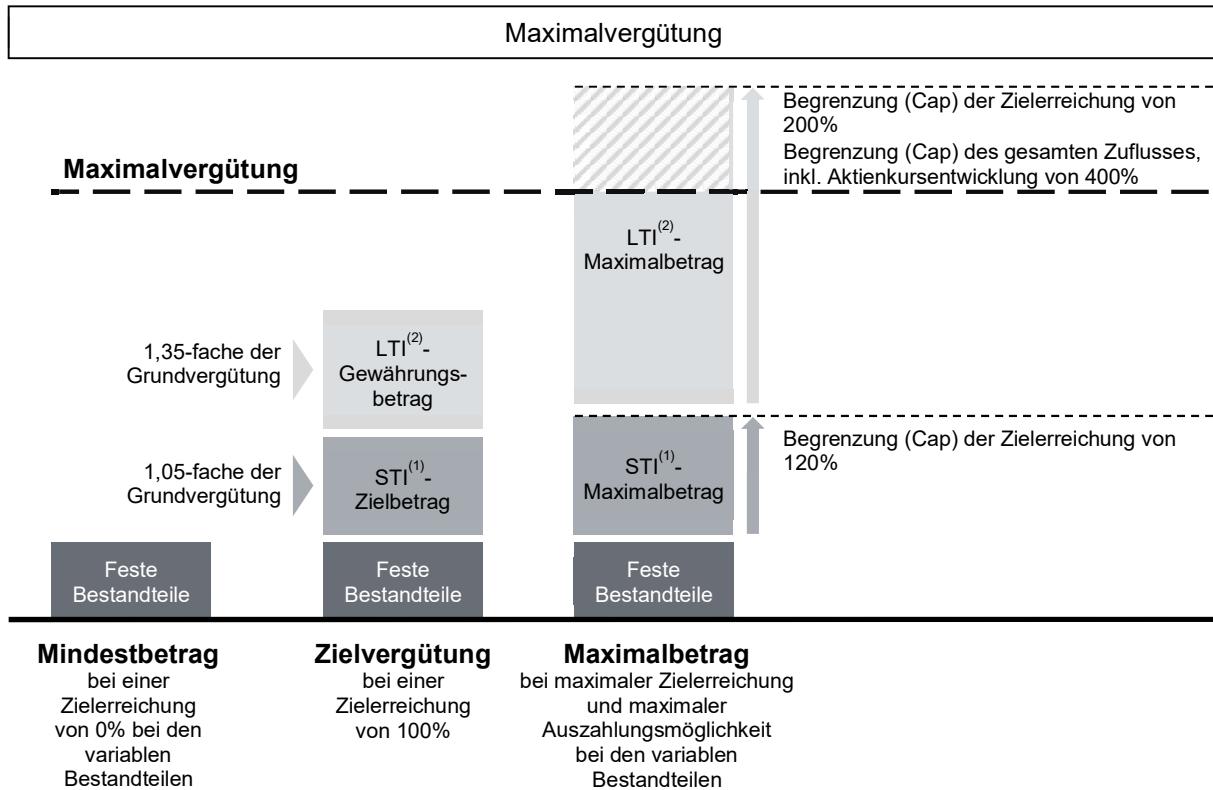 Maximalvergütung
Begrenzung (Cap) der Zielerreichung von
200%
Begrenzung (Cap) des gesamten Zuflusses,
inkl. Aktienkursentwicklung von 400%
Maximalvergütung
LTI(2)-
Maximalbetrag
1,35-fache der
Grundvergütung
LTI(2)-
Gewährungs-
betrag
Begrenzung (Cap) der Zielerreichung von
120%
1,05-fache der
Grundvergütung
STI(1)-
Zielbetrag
STI(1)-
Maximalbetrag
Feste
Bestandteile
Feste
Bestandteile
Feste
Bestandteile
Mindestbetrag
bei einer
Zielerreichung
von 0% bei den
variablen
Bestandteilen
Zielvergütung
bei einer
Zielerreichung
von 100%
Maximalbetrag
bei maximaler Zielerreichung
und maximaler
Auszahlungsmöglichkeit
bei den variablen
Bestandteilen